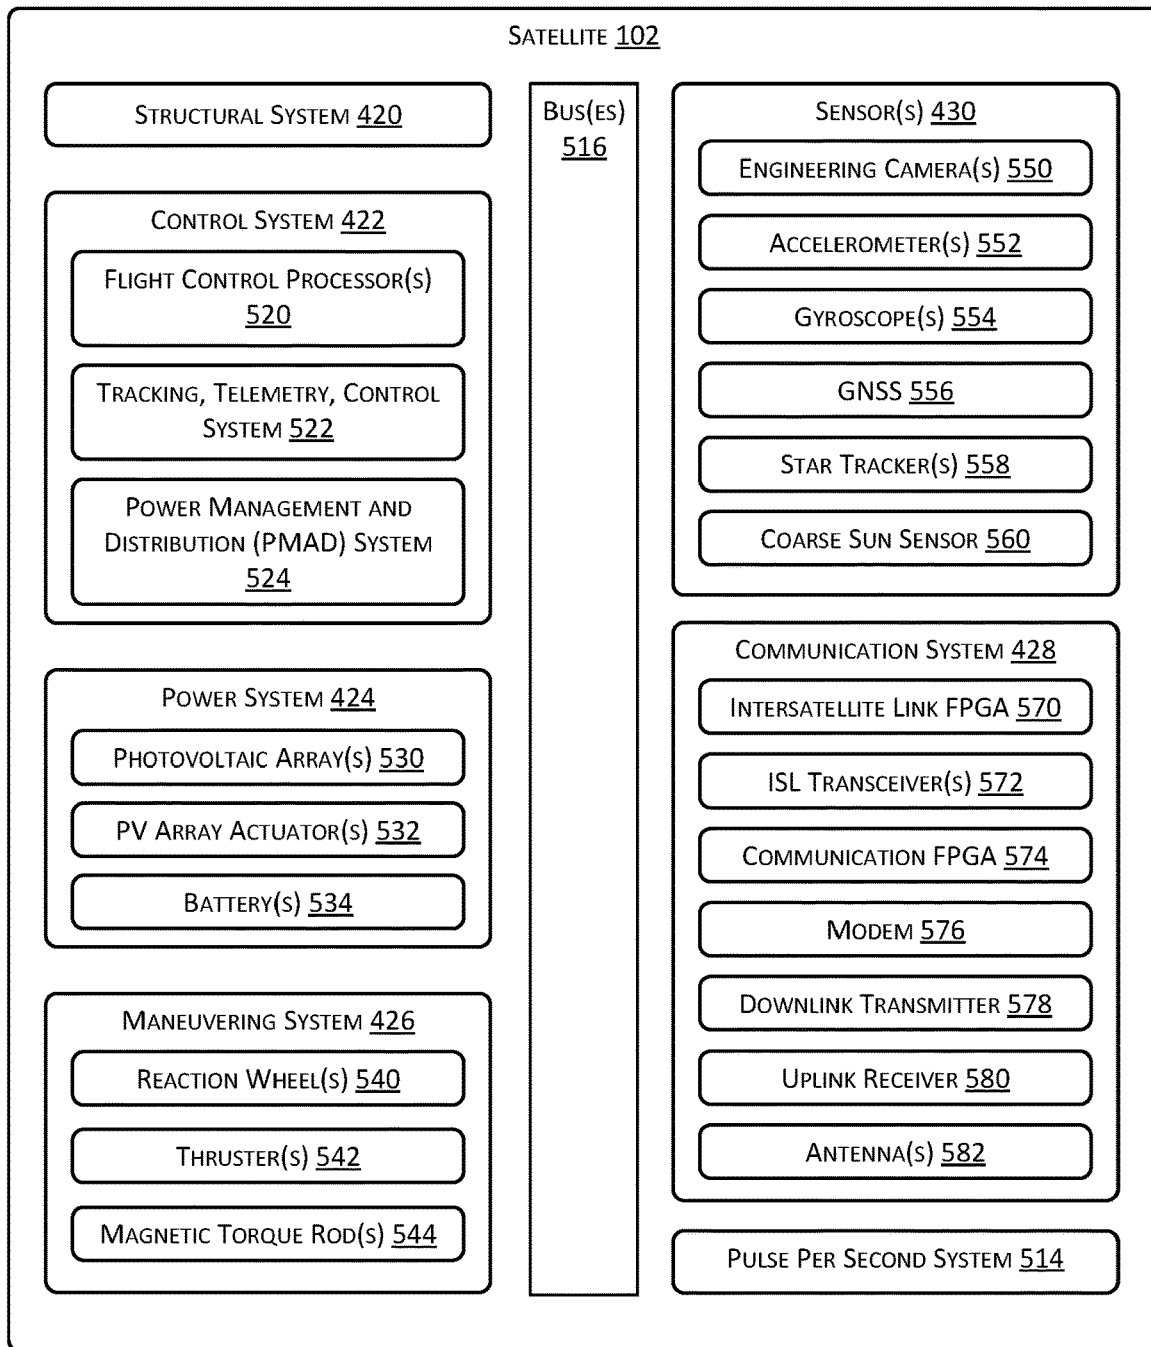 SATELLITE 102
STRUCTURAL SYSTEM 420
CONTROL SYSTEM 422
FLIGHT CONTROL PROCESSOR(S)
520
TRACKING, TELEMETRY, CONTROL
SYSTEM 522
POWER MANAGEMENT AND
DISTRIBUTION (PMAD) SYSTEM
524
POWER SYSTEM 424
PHOTOVOLTAIC ARRAY(S) 530
PV ARRAY ACTUATOR(S) 532
BATTERY(S) 534
MANEUVERING SYSTEM 426
REACTION WHEEL(S) 540
THRUSTER(S) 542
MAGNETIC TORQUE ROD(S) 544
BUS(ES)
516
SENSOR(S) 430
ENGINEERING CAMERA(S) 550
ACCELEROMETER(S) 552
GYROSCOPE(S) 554
GNSS 556
STAR TRACKER(S) 558
COARSE SUN SENSOR 560
COMMUNICATION SYSTEM 428
INTERSATELLITE LINK FPGA 570
ISL TRANSCEIVER(S) 572
COMMUNICATION FPGA 574
MODEM 576
DOWNLINK TRANSMITTER 578
UPLINK RECEIVER 580
ANTENNA(S) 582
PULSE PER SECOND SYSTEM 514